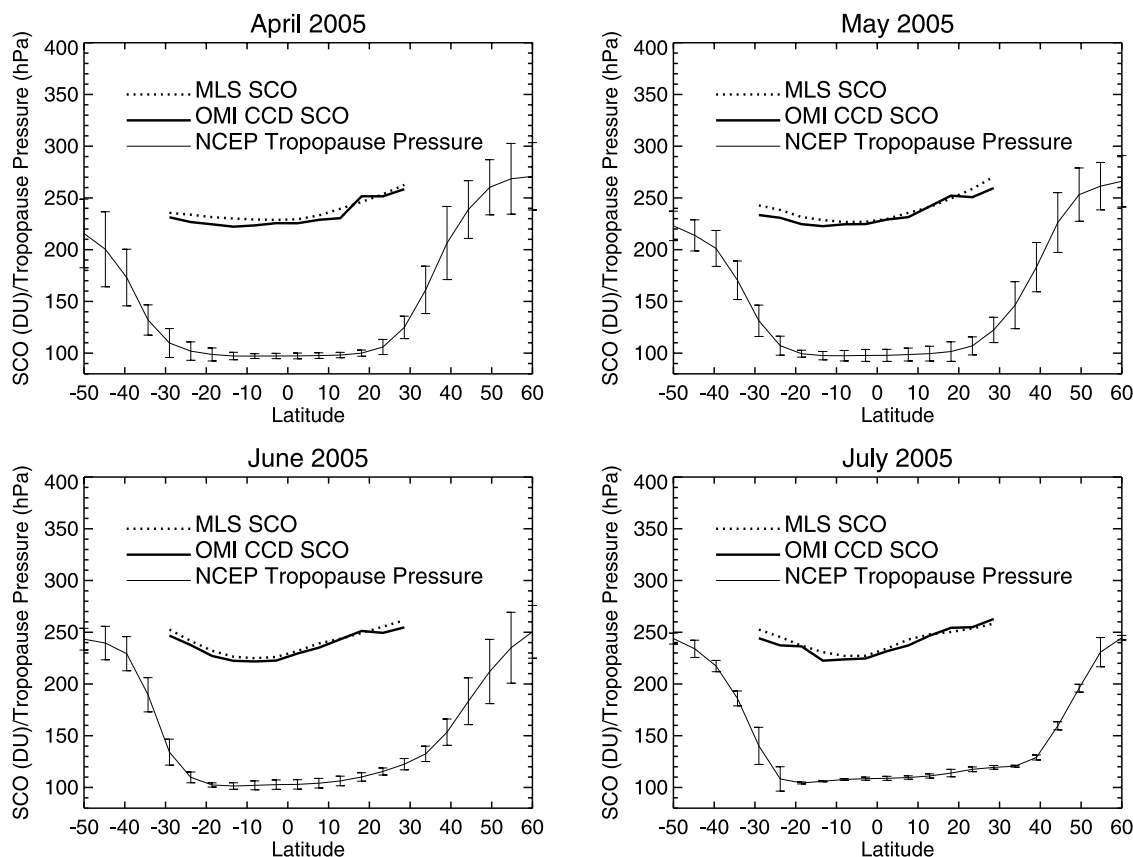 April 2005
SCO (DU)/Tropopause Pressure (hPa)
400
350
300
250
200
150
100
MLS SCO
OMI CCD SCO
NCEP Tropopause Pressure
-50 -40 -30 -20 -10 0 10 20 30 40 50 60
Latitude
May 2005
SCO (DU)/Tropopause Pressure (hPa)
400
350
300
250
200
150
100
MLS SCO
OMI CCD SCO
NCEP Tropopause Pressure
-50 -40 -30 -20 -10 0 10 20 30 40 50 60
Latitude
June 2005
SCO (DU)/Tropopause Pressure (hPa)
400
350
300
250
200
150
100
MLS SCO
OMI CCD SCO
NCEP Tropopause Pressure
-50 -40 -30 -20 -10 0 10 20 30 40 50 60
Latitude
July 2005
SCO (DU)/Tropopause Pressure (hPa)
400
350
300
250
200
150
100
MLS SCO
OMI CCD SCO
NCEP Tropopause Pressure
-50 -40 -30 -20 -10 0 10 20 30 40 50 60
Latitude